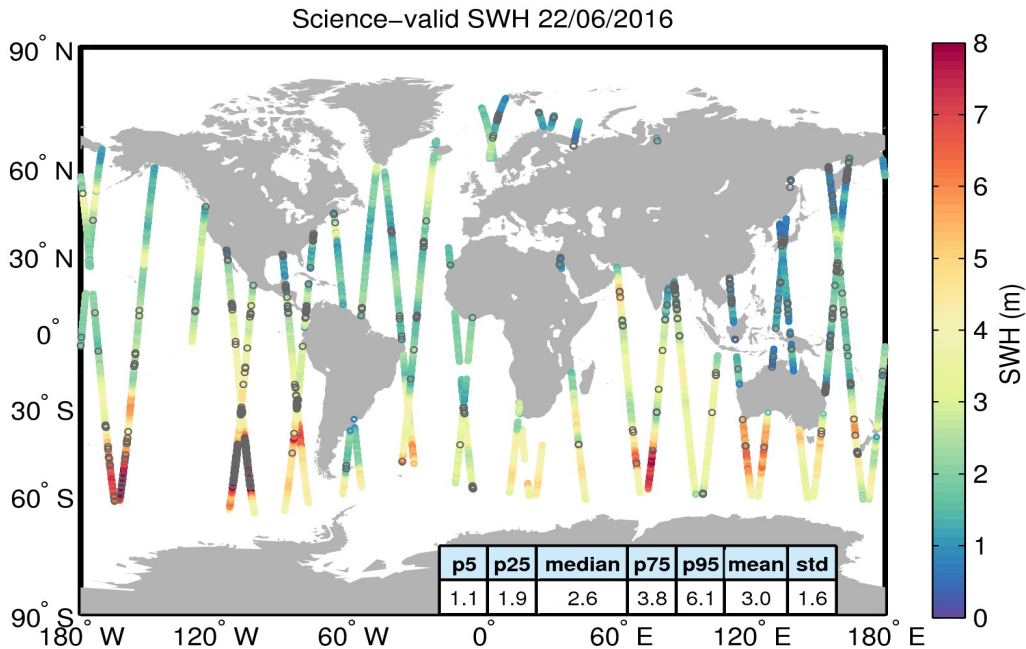 Science−valid SWH 22/06/2016
90° N
60° N
30° N
0°
30° S
60° S
90° S
180° W
120° W
60° W
0°
60° E
120° E
180° E
p5 p25 median p75 p95 mean std
1.1 1.9 2.6 3.8 6.1 3.0 1.6
8
7
6
5
4
3
2
1
0
SWH (m)